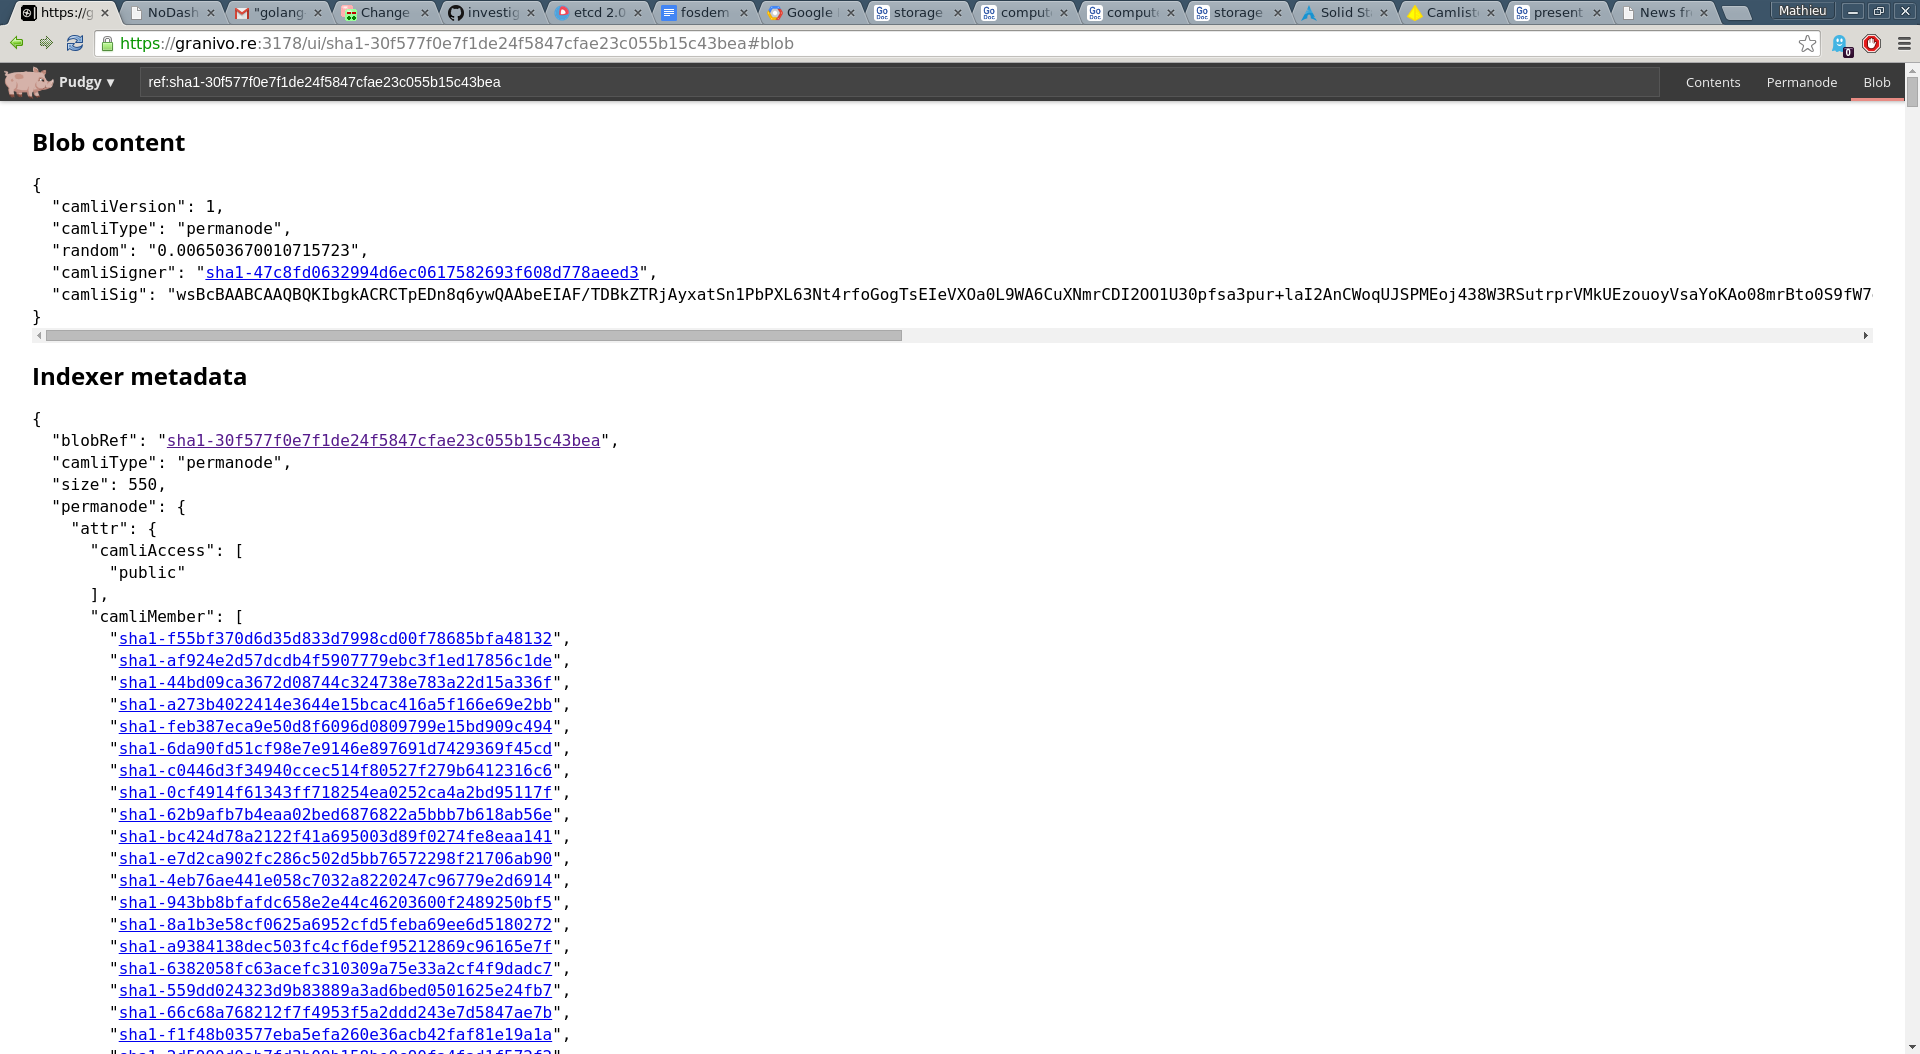 https://g
NoDash
"golang
Change
investig
etcd 2.0
fosdem
Google
storage
comput
comput
storage
Solid St
Camlist
present
News fr
Mathieu
https://granivo.re:3178/ui/sha1-30f577f0e7f1de24f5847cfae23c055b15c43bea#blob
0
Pudgy ▾
ref:sha1-30f577f0e7f1de24f5847cfae23c055b15c43bea
Contents
Permanode
Blob
Blob content
{
"camliVersion": 1,
"camliType": "permanode",
"random": "0.006503670010715723",
"camliSigner": "sha1-47c8fd0632994d6ec0617582693f608d778aeed3",
"camliSig": "wsBcBAABCAAQBQKIbgkACRCTpEDn8q6ywQAAbeEIAF/TDBkZTRjAyxatSn1PbPXL63Nt4rfoGogTsEIeVXOa0L9WA6CuXNmrCDI2OO1U30pfsa3pur+laI2AnCWoqUJSPMEoj438W3RSutrprVMkUEzouoyVsaYoKAo08mrBto0S9fW7
}
Indexer metadata
{
"blobRef": "sha1-30f577f0e7f1de24f5847cfae23c055b15c43bea",
"camliType": "permanode",
"size": 550,
"permanode": {
"attr": {
"camliAccess": [
"public"
],
"camliMember": [
"sha1-f55bf370d6d35d833d7998cd00f78685bfa48132",
"sha1-af924e2d57dcdb4f5907779ebc3f1ed17856c1de",
"sha1-44bd09ca3672d08744c324738e783a22d15a336f",
"sha1-a273b4022414e3644e15bcac416a5f166e69e2bb",
"sha1-feb387eca9e50d8f6096d0809799e15bd909c494",
"sha1-6da90fd51cf98e7e9146e897691d7429369f45cd",
"sha1-c0446d3f34940ccec514f80527f279b6412316c6",
"sha1-0cf4914f61343ff718254ea0252ca4a2bd95117f",
"sha1-62b9afb7b4eaa02bed6876822a5bbb7b618ab56e",
"sha1-bc424d78a2122f41a695003d89f0274fe8eaa141",
"sha1-e7d2ca902fc286c502d5bb76572298f21706ab90",
"sha1-4eb76ae441e058c7032a8220247c96779e2d6914",
"sha1-943bb8bfafdc658e2e44c46203600f2489250bf5",
"sha1-8a1b3e58cf0625a6952cfd5feba69ee6d5180272",
"sha1-a9384138dec503fc4cf6def95212869c96165e7f",
"sha1-6382058fc63acefc310309a75e33a2cf4f9dadc7",
"sha1-559dd024323d9b83889a3ad6bed0501625e24fb7",
"sha1-66c68a768212f7f4953f5a2ddd243e7d5847ae7b",
"sha1-f1f48b03577eba5efa260e36acb42faf81e19a1a",